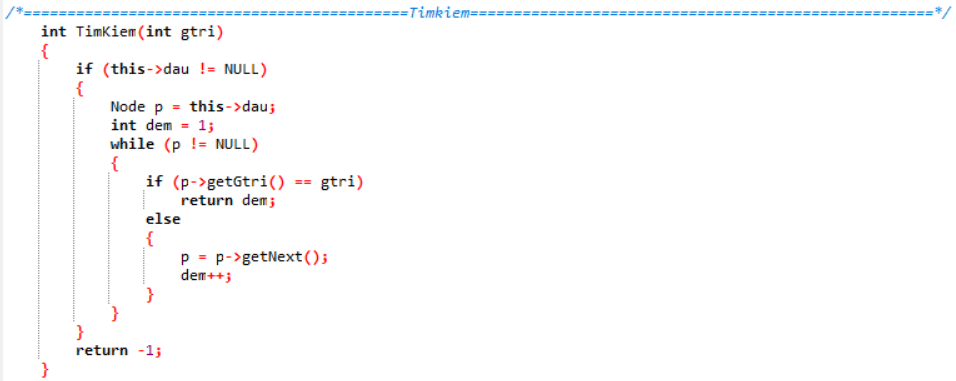 /*============================================Timkiem=====================================================*/
int TimKiem(int gtri)
{
if (this->dau != NULL)
{
Node p = this->dau;
int dem = 1;
while (p != NULL)
{
if (p->getGtri() == gtri)
return dem;
else
{
p = p->getNext();
dem++;
}
}
}
return -1;
}